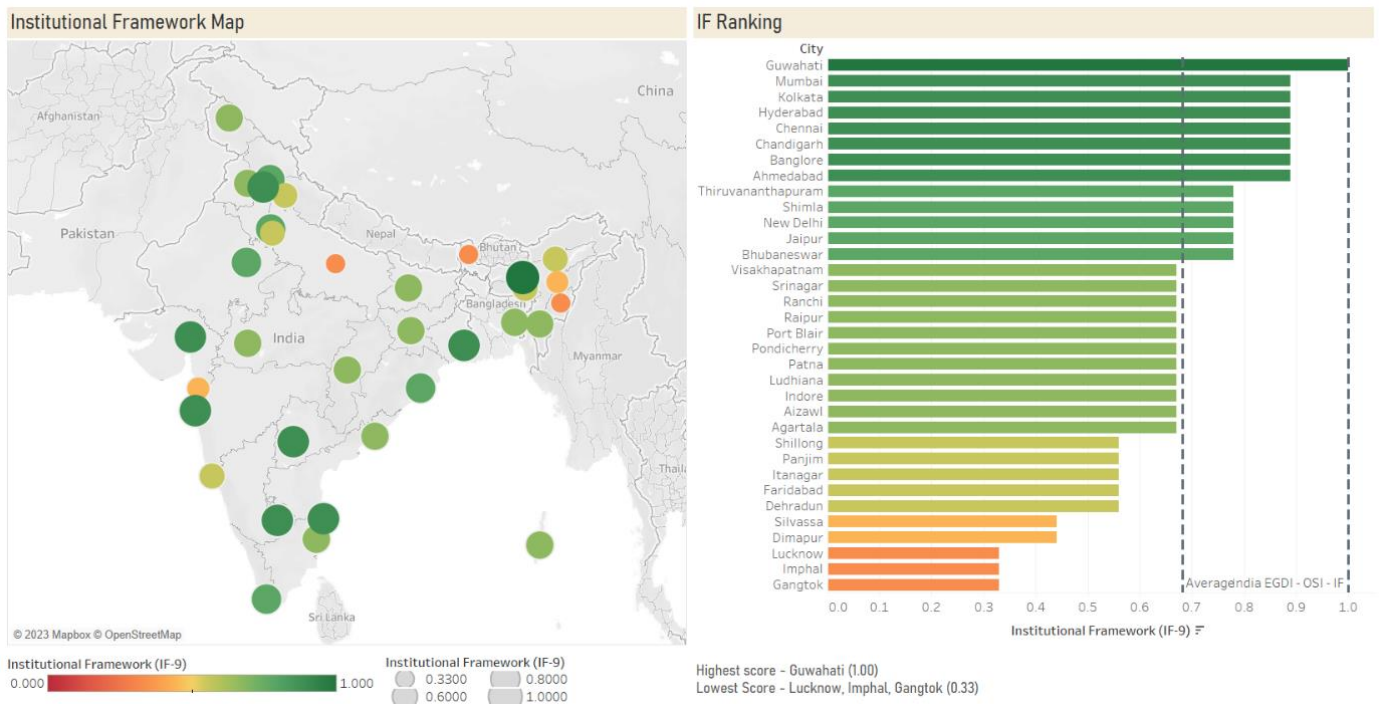 Institutional Framework Map
Afghanistan
China
Pakistan
Nepal
Bhutan
Bangladesh
India
Myanmar
Thaila
Sri Lanka
© 2023 Mapbox © OpenStreetMap
Institutional Framework (IF-9)
0.000
1.000
Institutional Framework (IF-9)
0.3300
0.8000
0.6000
1.0000
IF Ranking
City
Guwahati
Mumbai
Kolkata
Hyderabad
Chennai
Chandigarh
Banglore
Ahmedabad
Thiruvananthapuram
Shimla
New Delhi
Jaipur
Bhubaneswar
Visakhapatnam
Srinagar
Ranchi
Raipur
Port Blair
Pondicherry
Patna
Ludhiana
Indore
Aizawl
Agartala
Shillong
Panjim
Itanagar
Faridabad
Dehradun
Silvassa
Dimapur
Lucknow
Imphal
Gangtok
Averagendia EGDI - OSI - IF
0.0 0.1 0.2 0.3 0.4 0.5 0.6 0.7 0.8 0.9 1.0
Institutional Framework (IF-9)
Highest score - Guwahati (1.00)
Lowest Score - Lucknow, Imphal, Gangtok (0.33)